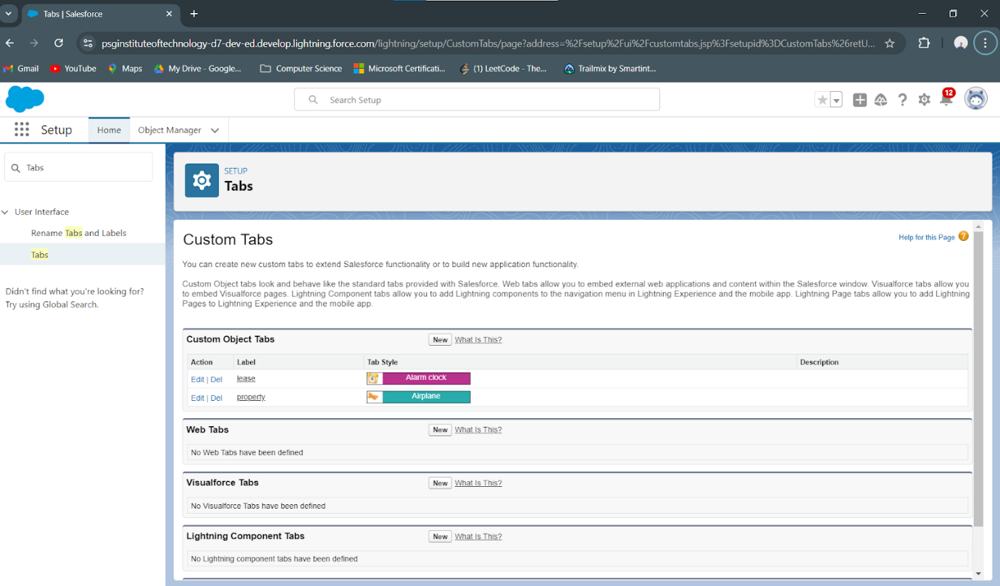 Tabs | Salesforce
psginstituteoftechnology-d7-dev-ed.develop.lightning.force.com/lightning/setup/CustomTabs/page?address=%2Fsetup%2Fui%2Fcustomtabs.jsp%3Fsetupid%3DCustomTabs%26retU...
Gmail YouTube Maps My Drive - Google... Computer Science Microsoft Certificati... (1) LeetCode - The... Trailmix by Smartint...
Search Setup
12
Setup Home Object Manager
Tabs
User Interface
Rename Tabs and Labels
Tabs
Didn't find what you're looking for?
Try using Global Search.
SETUP
Tabs
Custom Tabs
Help for this Page
You can create new custom tabs to extend Salesforce functionality or to build new application functionality.
Custom Object tabs look and behave like the standard tabs provided with Salesforce. Web tabs allow you to embed external web applications and content within the Salesforce window. Visualforce tabs allow you
to embed Visualforce pages. Lightning Component tabs allow you to add Lightning components to the navigation menu in Lightning Experience and the mobile app. Lightning Page tabs allow you to add Lightning
Pages to Lightning Experience and the mobile app.
Custom Object Tabs New What Is This?
Action Label Tab Style Description
Edit | Del lease Alarm clock
Edit | Del property Airplane
Web Tabs New What Is This?
No Web Tabs have been defined
Visualforce Tabs New What Is This?
No Visualforce Tabs have been defined
Lightning Component Tabs New What Is This?
No Lightning component tabs have been defined